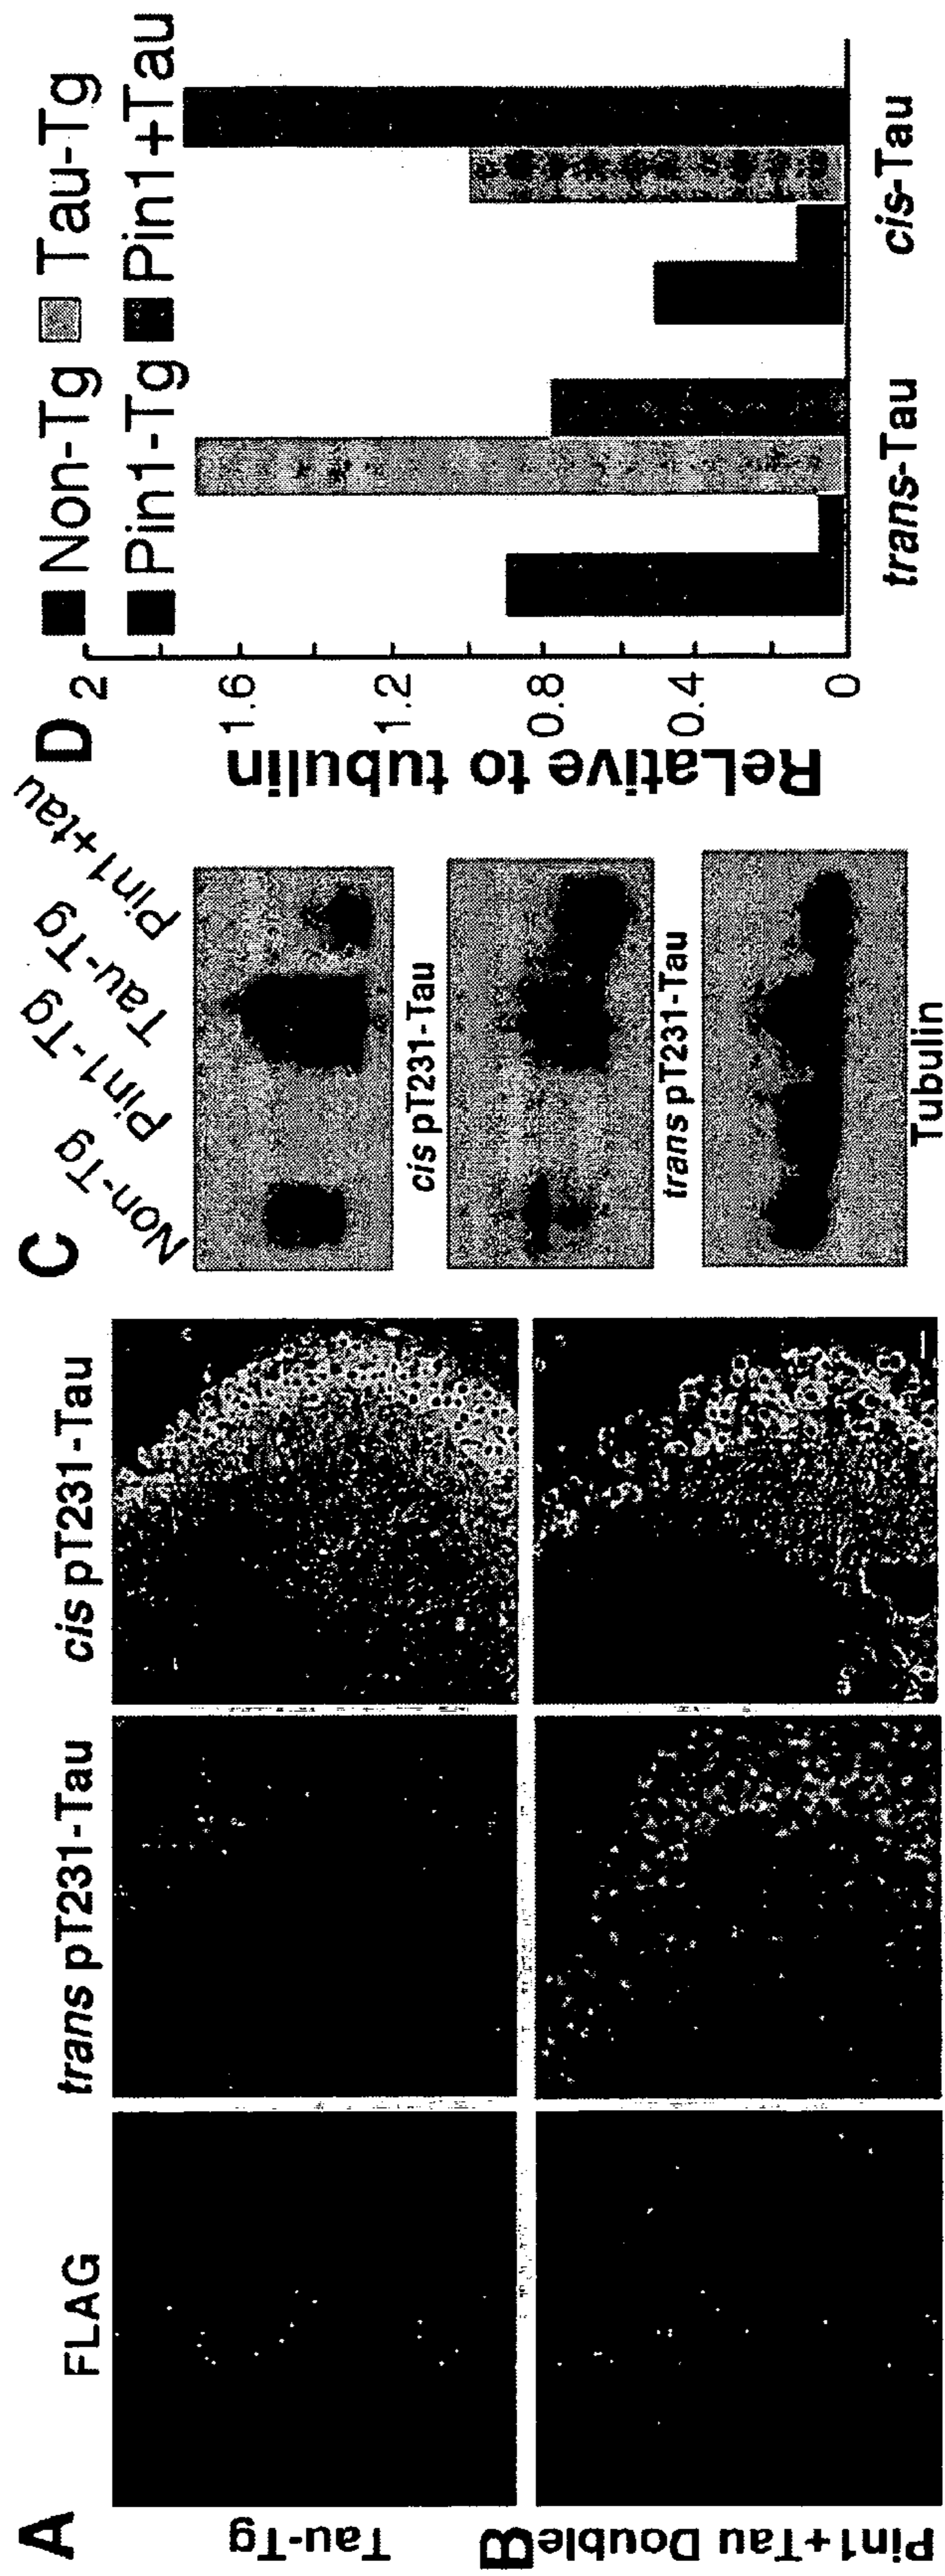 A
FLAG
trans pT231-Tau
cis pT231-Tau
Tau-Tg
B
Pin1+Tau Double
C
Non-Tg
Pin1-Tg
Tau-Tg
Pin1+tau
cis pT231-Tau
trans pT231-Tau
Tubulin
D
Non-Tg Tau-Tg
Pin1-Tg Pin1+Tau
ReLative to tubulin
2
1.6
1.2
0.8
0.4
0
trans-Tau
cis-Tau